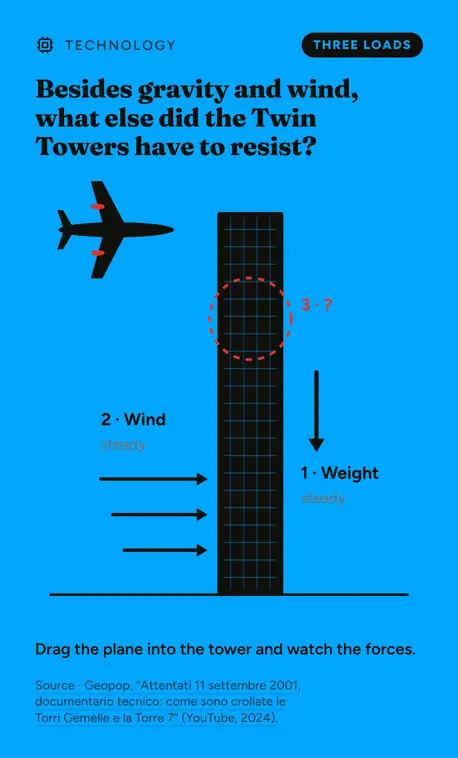 TECHNOLOGY
THREE LOADS
Besides gravity and wind,
what else did the Twin
Towers have to resist?
3 · ?
2 · Wind
steady
1 · Weight
steady
Drag the plane into the tower and watch the forces.
Source · Geopop, "Attentati 11 settembre 2001,
documentario tecnico: come sono crollate le
Torri Gemelle e la Torre 7" (YouTube, 2024).